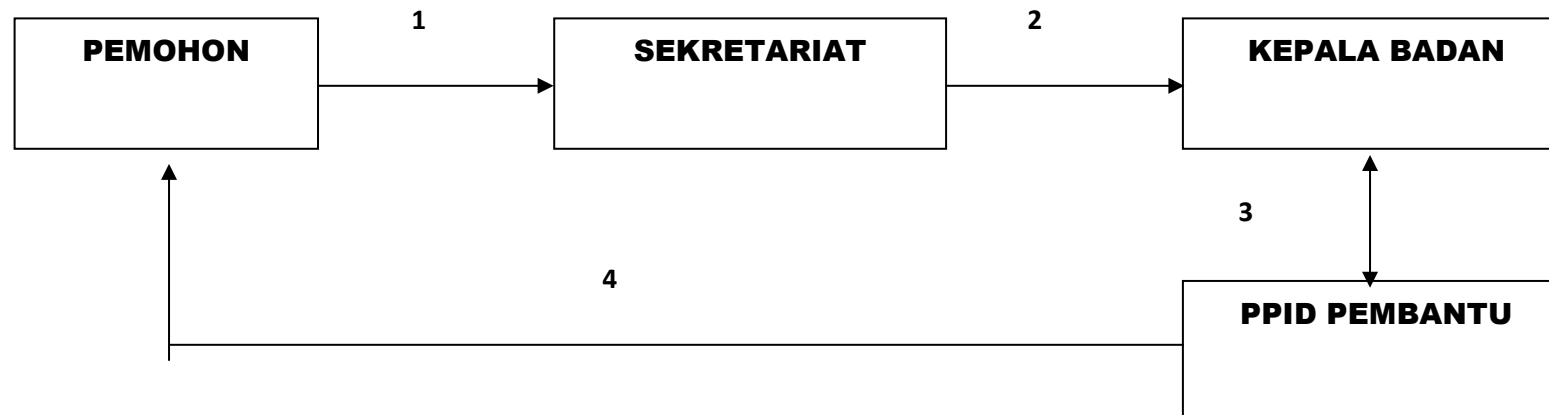 1
2
PEMOHON
SEKRETARIAT
KEPALA BADAN
3
4
PPID PEMBANTU